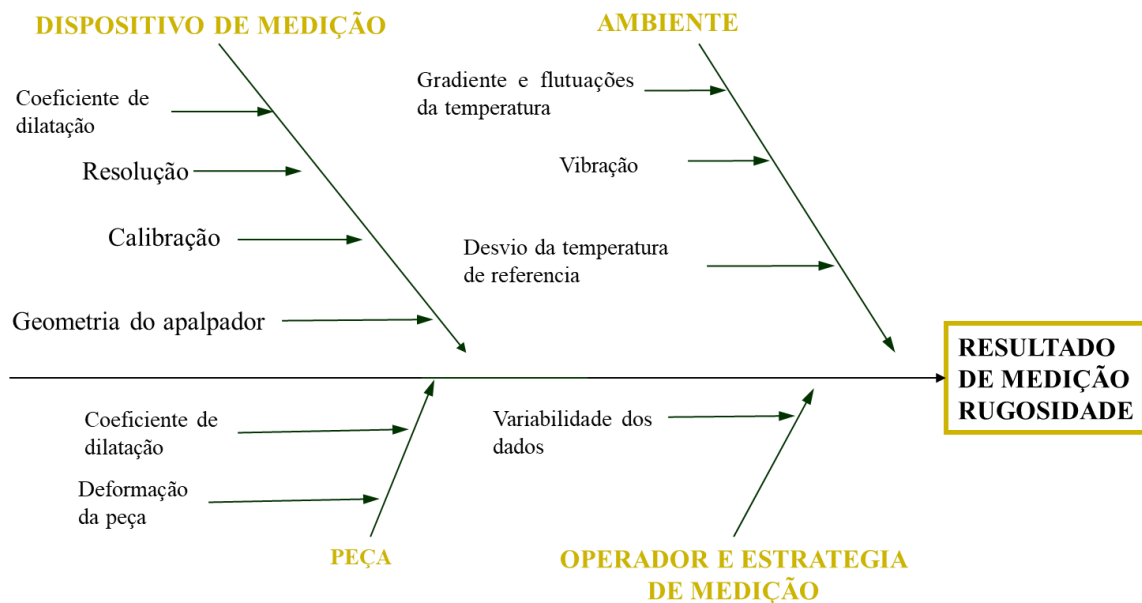 DISPOSITIVO DE MEDIÇÃO
Coeficiente de
dilatação
Resolução
Calibração
Geometria do apalpador
AMBIENTE
Gradiente e flutuações
da temperatura
Vibração
Desvio da temperatura
de referencia
RESULTADO
DE MEDIÇÃO
RUGOSIDADE
Coeficiente de
dilatação
Deformação
da peça
PEÇA
Variabilidade dos
dados
OPERADOR E ESTRATEGIA
DE MEDIÇÃO